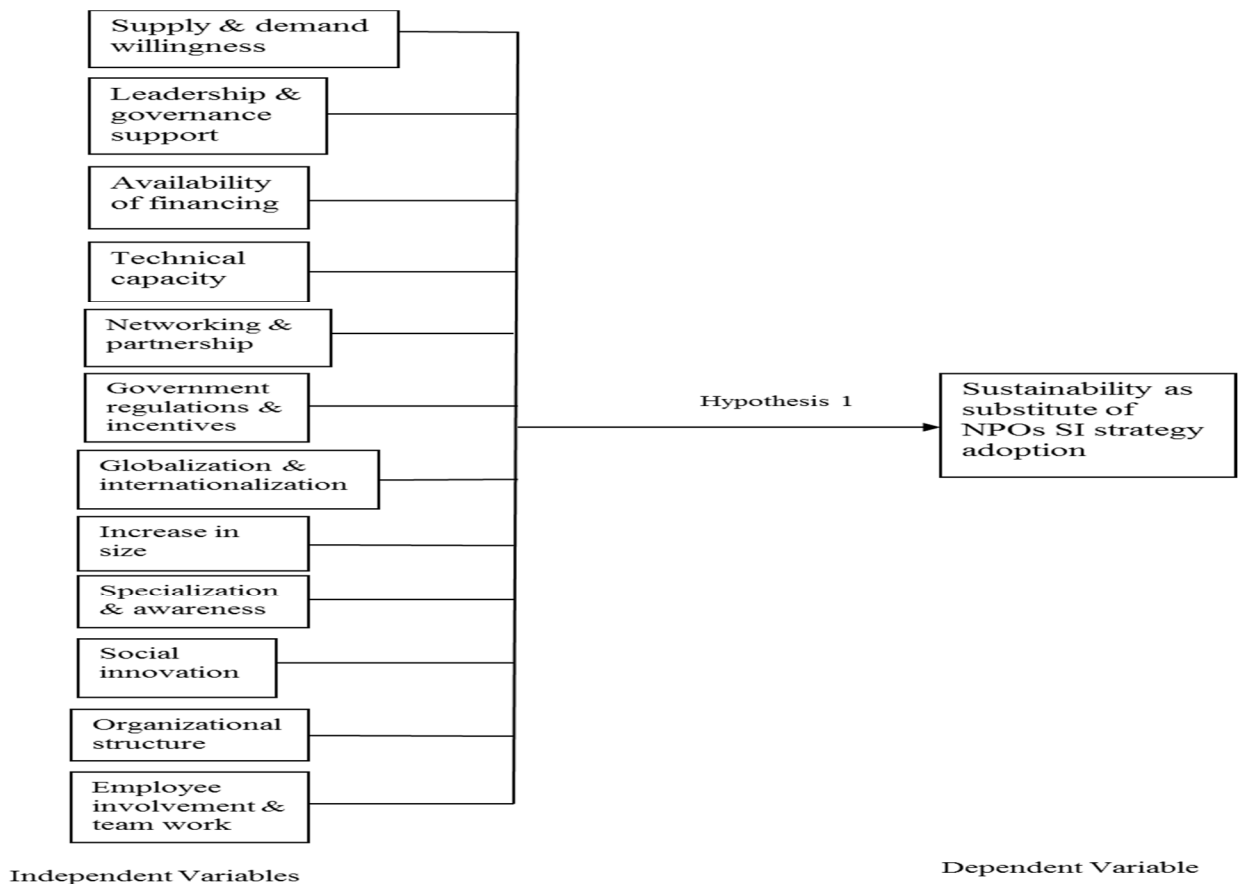 Supply & demand
willingness
Leadership &
governance
support
Availability
of financing
Technical
capacity
Networking &
partnership
Government
regulations &
incentives
Globalization &
internationalization
Increase in
size
Specialization
& awareness
Social
innovation
Organizational
structure
Employee
involvement &
team work
Independent Variables
Hypothesis 1
Sustainability as
substitute of
NPOs SI strategy
adoption
Dependent Variable